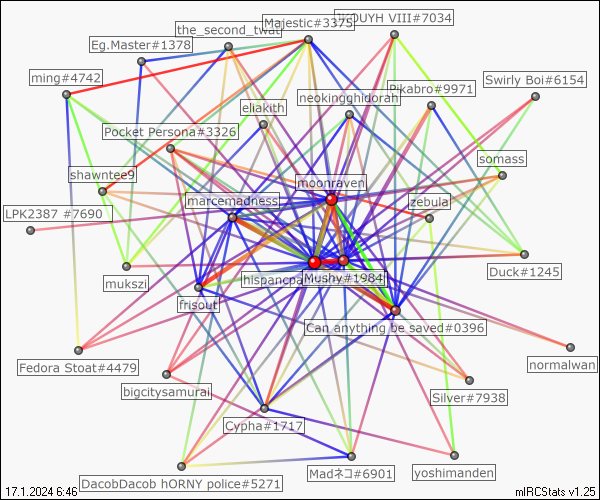 the_second_twat
Majestic#3375
KOUYH VIII#7034
Eg.Master#1378
ming#4742
Pikabro#9971
Swirly Boi#6154
neokingghidorah
eliakith
Pocket Persona#3326
somass
shawntee9
moonraven
marcemadness
zebula
LPK2387 #7690
mukszi
hispancpa
Mushy#1984
Duck#1245
frisout
Can anything be saved#0396
Fedora Stoat#4479
normalwan
bigcitysamurai
Silver#7938
Cypha#1717
DacobDacob hORNY police#5271
Madネコ#6901
yoshimanden
17.1.2024 6:46
mIRCStats v1.25